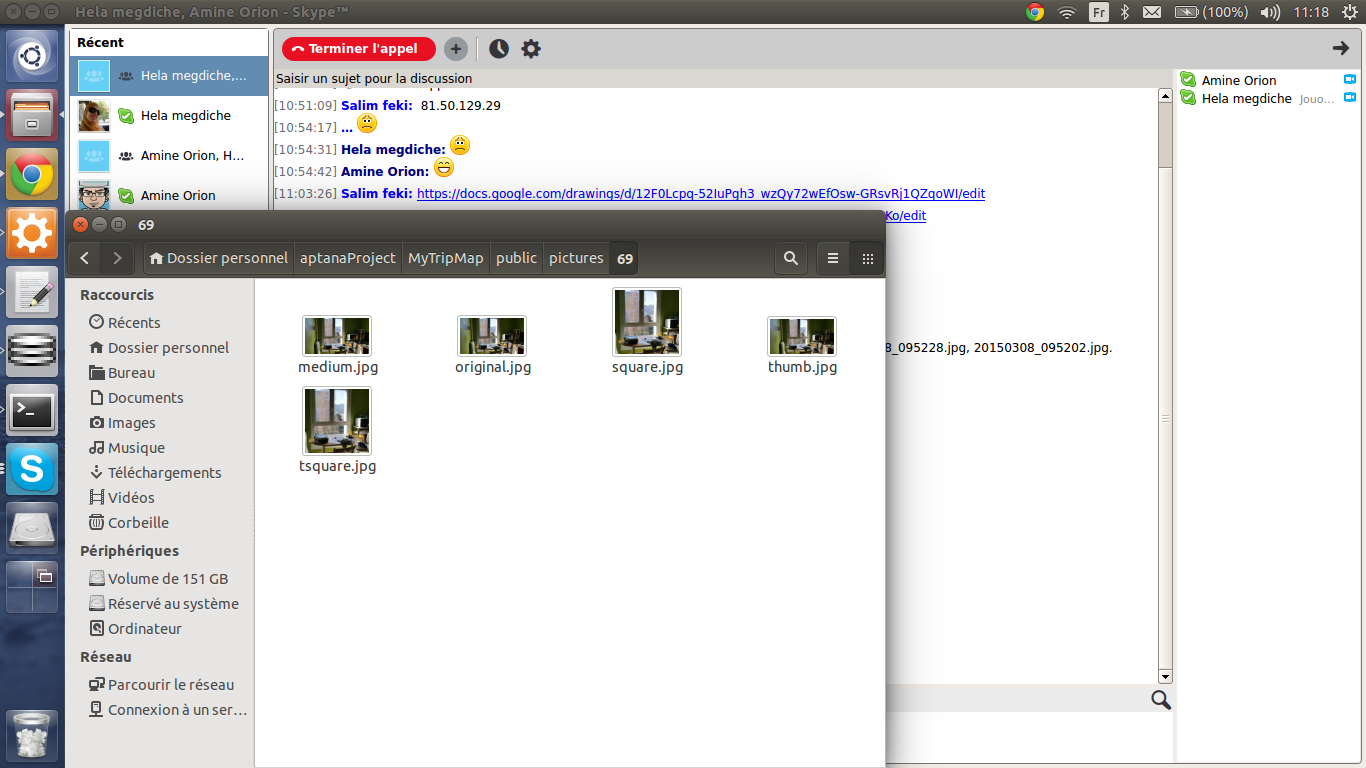 Hela megdiche, Amine Orion - Skype™
Fr
(100%)
11:18
Récent
Hela megdiche,...
Hela megdiche
Amine Orion, H...
Amine Orion
Terminer l'appel
Saisir un sujet pour la discussion
[10:51:09] Salim feki: 81.50.129.29
[10:54:17] ...
[10:54:31] Hela megdiche:
[10:54:42] Amine Orion:
[11:03:26] Salim feki: https://docs.google.com/drawings/d/12F0Lcpq-52IuPgh3_wzQy72wEfOsw-GRsvRj1QZqoWI/edit
Ko/edit
8_095228.jpg, 20150308_095202.jpg.
Amine Orion
Hela megdiche Jouo...
69
Dossier personnel aptanaProject MyTripMap public pictures 69
Raccourcis
Récents
Dossier personnel
Bureau
Documents
Images
Musique
Téléchargements
Vidéos
Corbeille
Périphériques
Volume de 151 GB
Réservé au système
Ordinateur
Réseau
Parcourir le réseau
Connexion à un ser...
medium.jpg original.jpg square.jpg thumb.jpg
tsquare.jpg